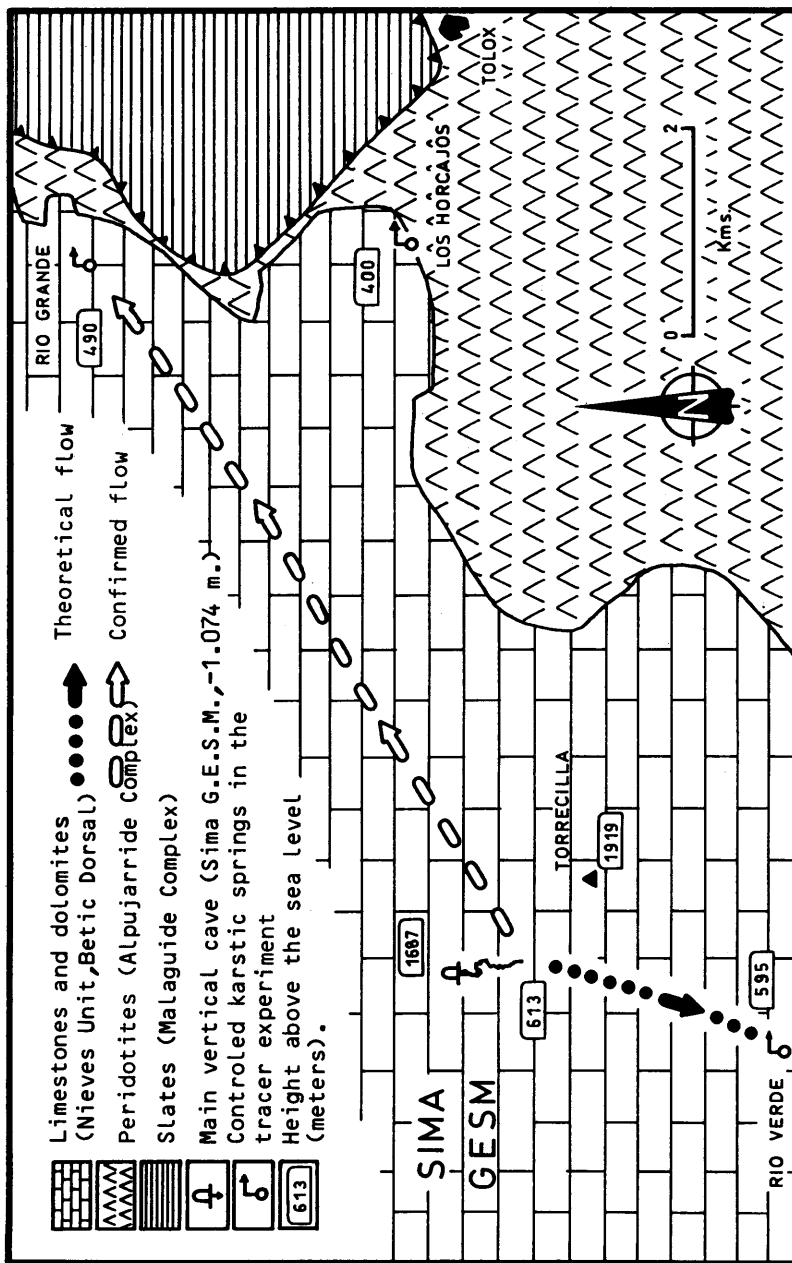 Limestones and dolomites
(Nieves Unit,Betic Dorsal)
Theoretical flow
Peridotites (Alpujarride Complex)
Confirmed flow
Slates (Malaguide Complex)
Main vertical cave (Sima G.E.S.M.,-1.074 m.)
Controled karstic springs in the
tracer experiment
613
Height above the sea level
(meters).
RIO GRANDE
490
400
LOS HORCAJOS
TOLOX
SIMA
GESM
1687
613
TORRECILLA
1919
595
RIO VERDE
N
0
2
Kms.